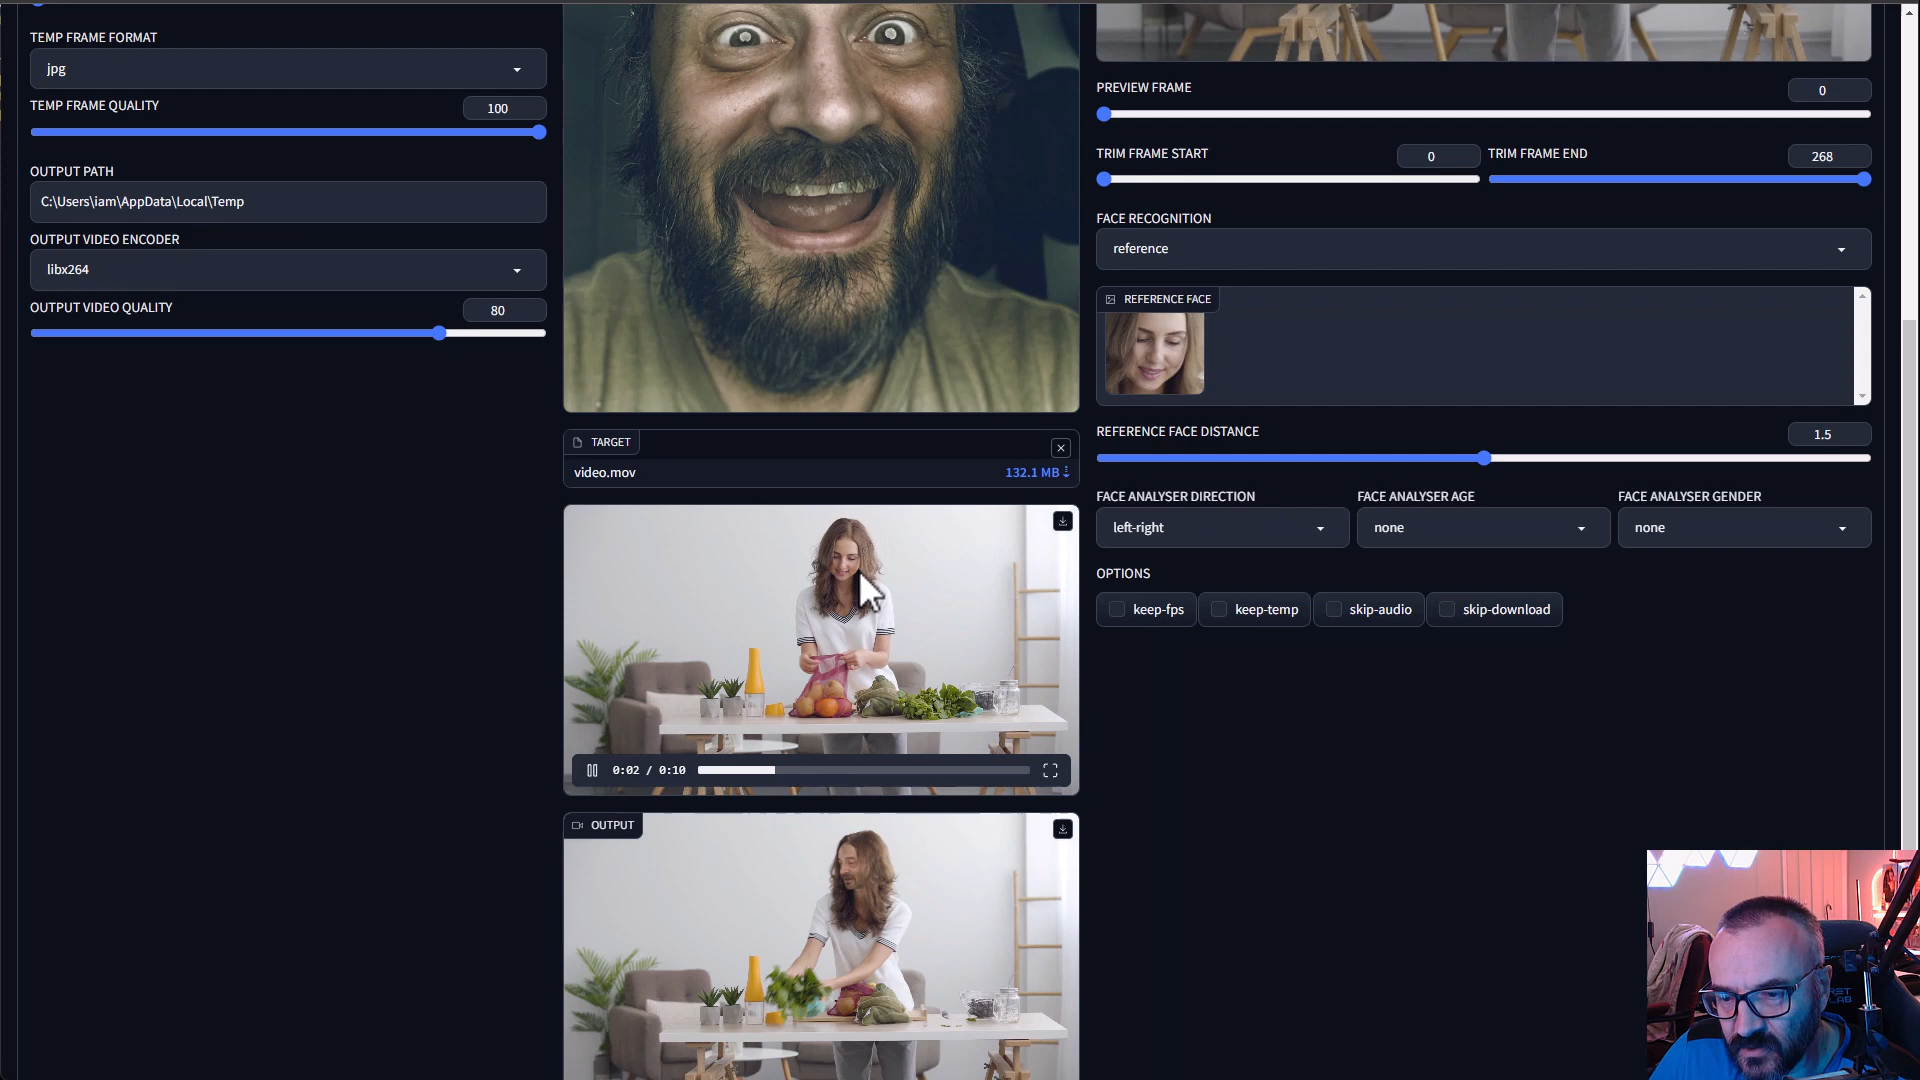 TEMP FRAME FORMAT
jpg
TEMP FRAME QUALITY
100
OUTPUT PATH
C:\Users\iam\AppData\Local\Temp
OUTPUT VIDEO ENCODER
libx264
OUTPUT VIDEO QUALITY
80
TARGET
video.mov
132.1 MB ⇣
0:02 / 0:10
OUTPUT
PREVIEW FRAME
0
TRIM FRAME START
0
TRIM FRAME END
268
FACE RECOGNITION
reference
REFERENCE FACE
REFERENCE FACE DISTANCE
1.5
FACE ANALYSER DIRECTION
left-right
FACE ANALYSER AGE
none
FACE ANALYSER GENDER
none
OPTIONS
keep-fps
keep-temp
skip-audio
skip-download